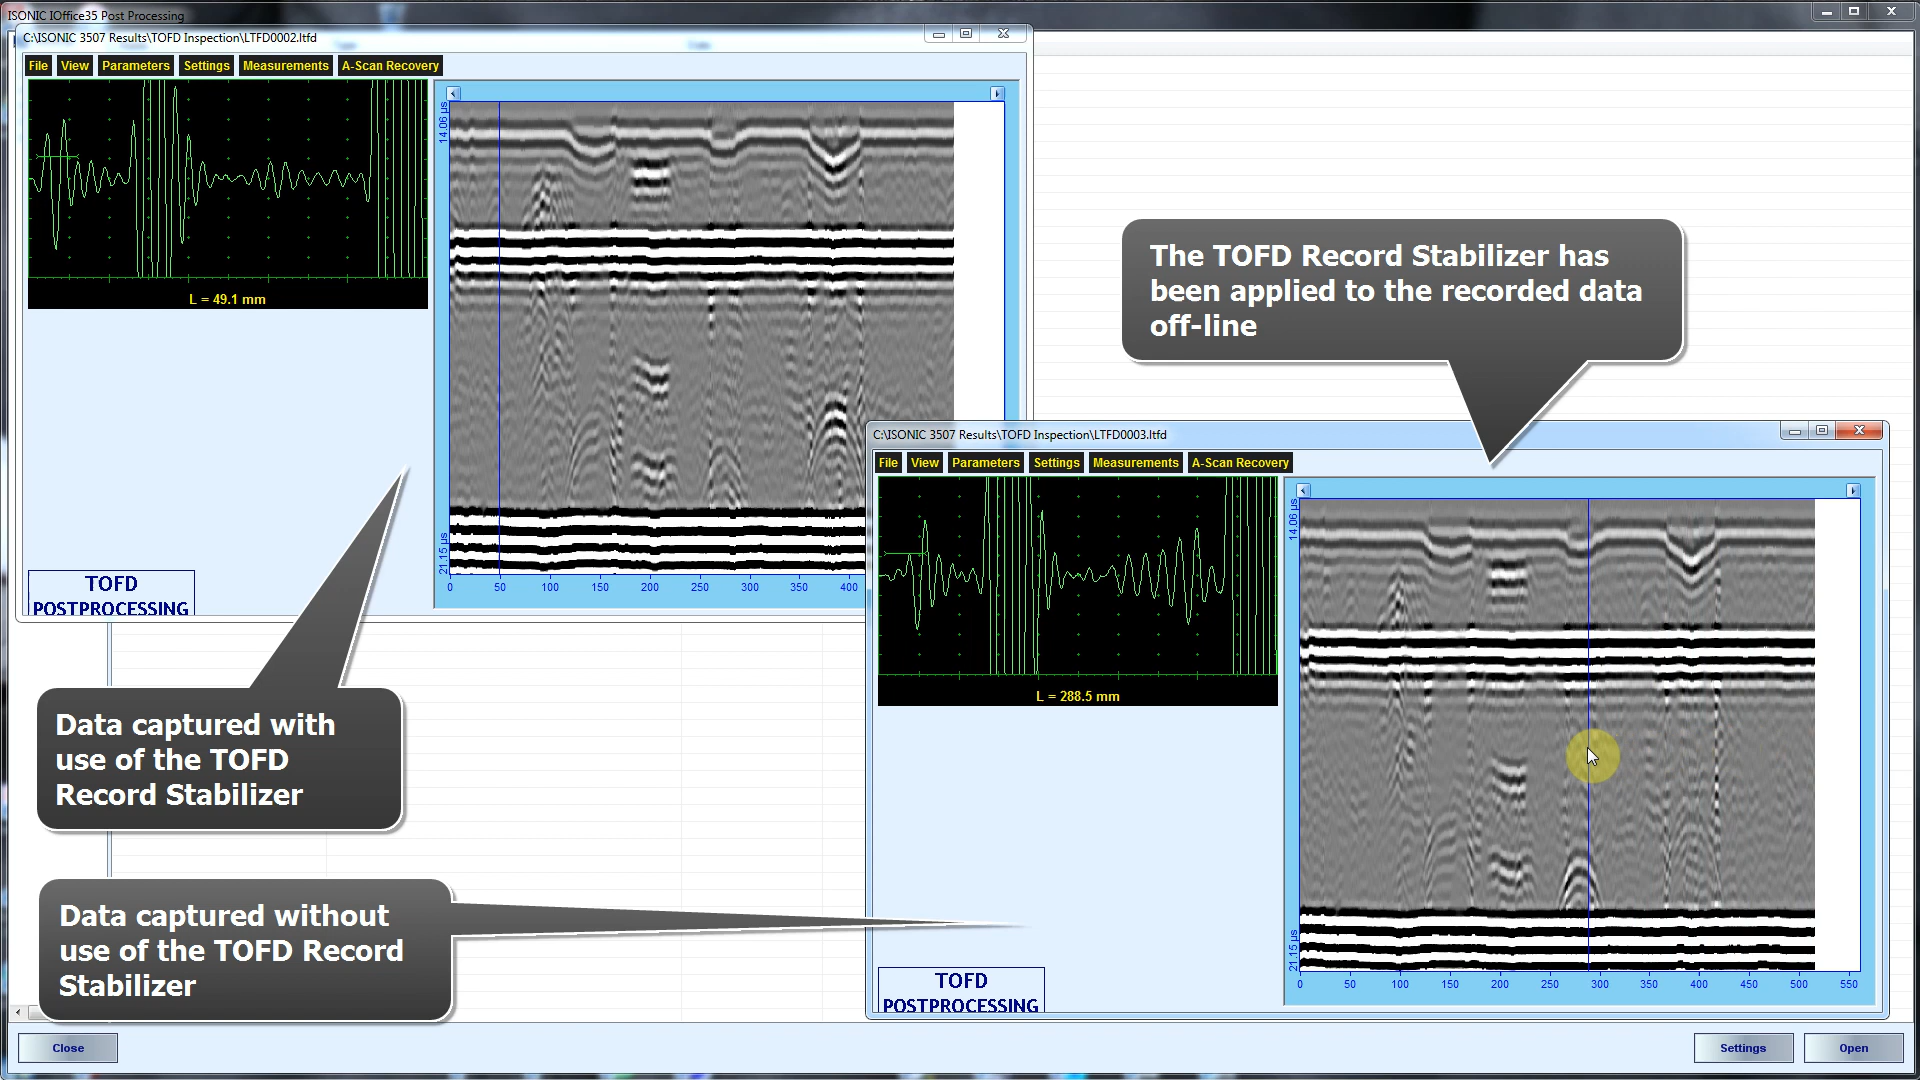 ISONIC IOffice35 Post Processing
C:\ISONIC 3507 Results\TOFD Inspection\LTFD0002.ltfd
File View Parameters Settings Measurements A-Scan Recovery
14.06 µs
L = 49.1 mm
21.15 µs
0 50 100 150 200 250 300 350 400
TOFD
POSTPROCESSING
The TOFD Record Stabilizer has
been applied to the recorded data
off-line
C:\ISONIC 3507 Results\TOFD Inspection\LTFD0003.ltfd
File View Parameters Settings Measurements A-Scan Recovery
14.06 µs
L = 288.5 mm
21.15 µs
0 50 100 150 200 250 300 350 400 450 500 550
TOFD
POSTPROCESSING
Data captured with
use of the TOFD
Record Stabilizer
Data captured without
use of the TOFD Record
Stabilizer
Close
Settings
Open